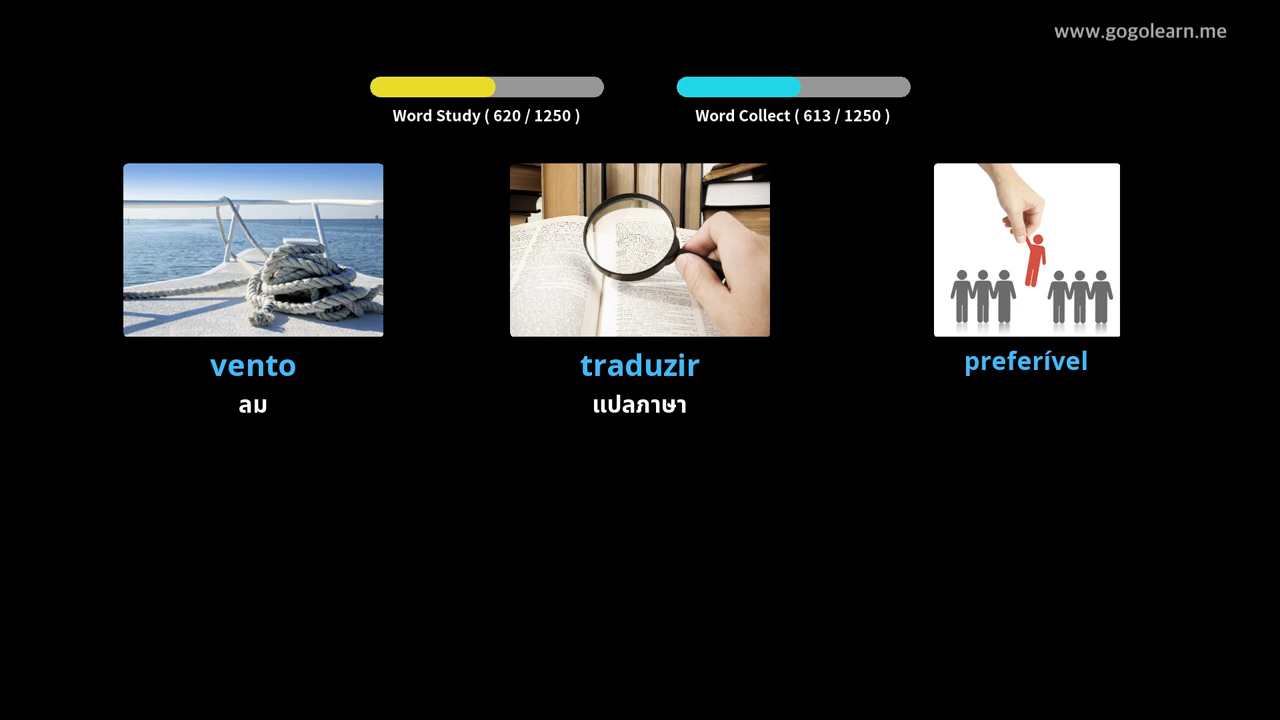 www.gogolearn.me
Word Study ( 620 / 1250 )
Word Collect ( 613 / 1250 )
vento
traduzir
preferível
ลม
แปลภาษา